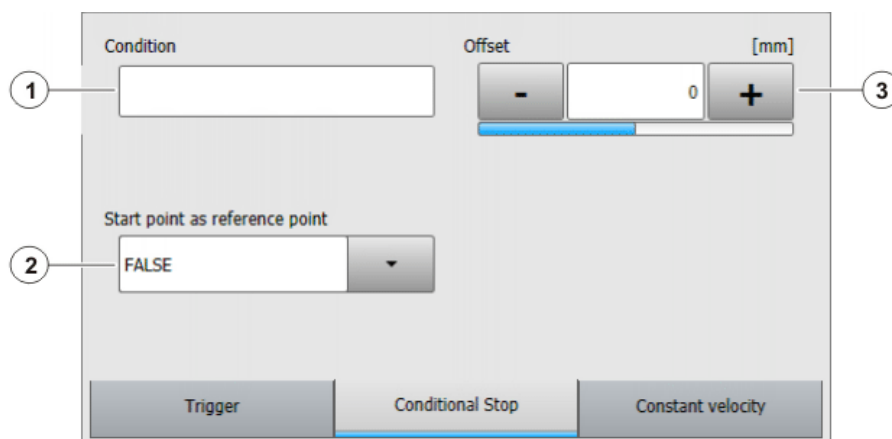 Condition
Offset [mm]
1
- 0 +
3
Start point as reference point
2
FALSE
Trigger Conditional Stop Constant velocity